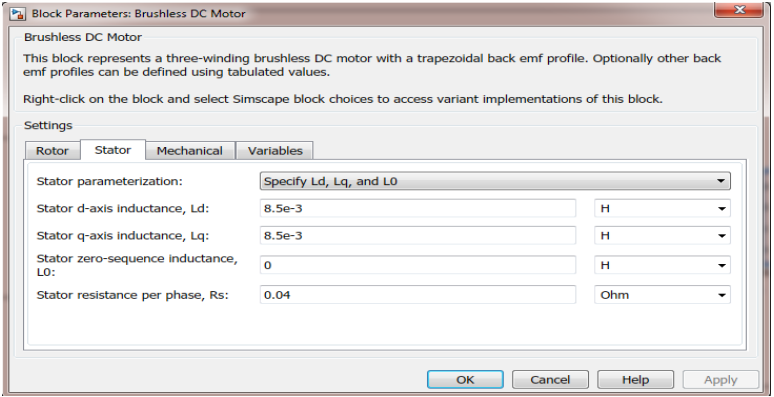 Block Parameters: Brushless DC Motor
Brushless DC Motor
This block represents a three-winding brushless DC motor with a trapezoidal back emf profile. Optionally other back
emf profiles can be defined using tabulated values.
Right-click on the block and select Simscape block choices to access variant implementations of this block.
Settings
Rotor Stator Mechanical Variables
Stator parameterization: Specify Ld, Lq, and L0
Stator d-axis inductance, Ld: 8.5e-3 H
Stator q-axis inductance, Lq: 8.5e-3 H
Stator zero-sequence inductance,
L0: 0 H
Stator resistance per phase, Rs: 0.04 Ohm
OK Cancel Help Apply